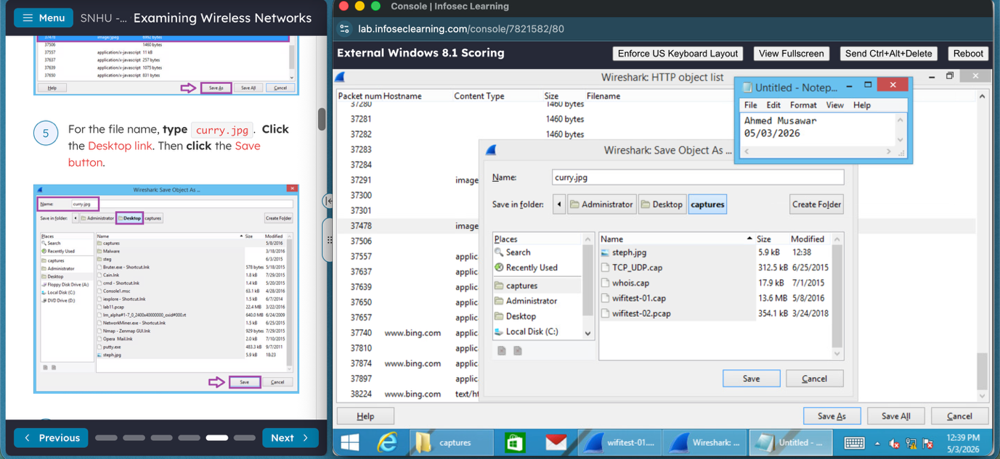 Menu
SNHU -... Examining Wireless Networks
37478 image/jpeg 6992 bytes
37506 1460 bytes
37557 application/x-javascript 11 kB
37637 application/x-javascript 257 bytes
37639 application/x-javascript 1075 bytes
37650 application/x-javascript 831 bytes
Help Save As Save All Cancel
5
For the file name, type curry.jpg. Click
the Desktop link. Then click the Save
button.
Wireshark: Save Object As ...
Name: curry.jpg
Save in folder: Administrator Desktop captures Create Folder
Places Name Size Modified
Search captures 5/8/2016
Recently Used Malware 3/18/2016
captures steg 6/3/2015
Administrator Bruter.exe - Shortcut.lnk 578 bytes 5/18/2015
Desktop Cain.lnk 1.8 kB 7/29/2015
Floppy Disk Drive (A:) cmd - Shortcut.lnk 1.4 kB 5/20/2015
Local Disk (C:) Console1.msc 63.1 kB 4/28/2016
DVD Drive (D:) iexplore - Shortcut.lnk 1.5 kB 6/7/2014
lab11.pcap 22.4 MB 3/22/2016
lm_alpha#1-7_0_2400x40000000_oxid#000.rt 640.0 MB 6/24/2009
NetworkMiner.exe - Shortcut.lnk 1.5 kB 6/25/2015
Nmap - Zenmap GUI.lnk 929 bytes 7/29/2015
Opera Mail.lnk 2.0 kB 7/10/2015
putty.exe 483.3 kB 9/7/2011
steph.jpg 5.9 kB 18:23
Save Cancel
Previous
Next
Console | Infosec Learning
lab.infoseclearning.com/console/7821582/80
External Windows 8.1 Scoring
Enforce US Keyboard Layout View Fullscreen Send Ctrl+Alt+Delete Reboot
Wireshark: HTTP object list
Packet num Hostname Content Type Size Filename
37280 1460 bytes
37281 1460 bytes
37282 1460 bytes
37283
37284
37291 image
37300
37301
37478 image
37506
37557 applic
37637 applic
37639 applic
37650 applic
37657 applic
37740 www.bing.com applic
37810 applic
37874 www.bing.com applic
37897 applic
38224 www.bing.com text/ht
Help Save As Save All Cancel
Untitled - Notep...
File Edit Format View Help
Ahmed Musawar
05/03/2026
Wireshark: Save Object As ...
Name: curry.jpg
Save in folder: Administrator Desktop captures Create Folder
Places
Search
Recently Used
captures
Administrator
Desktop
Local Disk (C:)
Name Size Modified
steph.jpg 5.9 kB 12:38
TCP_UDP.cap 312.5 kB 6/25/2015
whois.cap 17.9 kB 7/1/2015
wifitest-01.cap 13.6 MB 5/8/2016
wifitest-02.pcap 354.1 kB 3/24/2018
Save Cancel
captures
wifitest-01....
Wireshark: ...
Untitled - ...
12:39 PM
5/3/2026